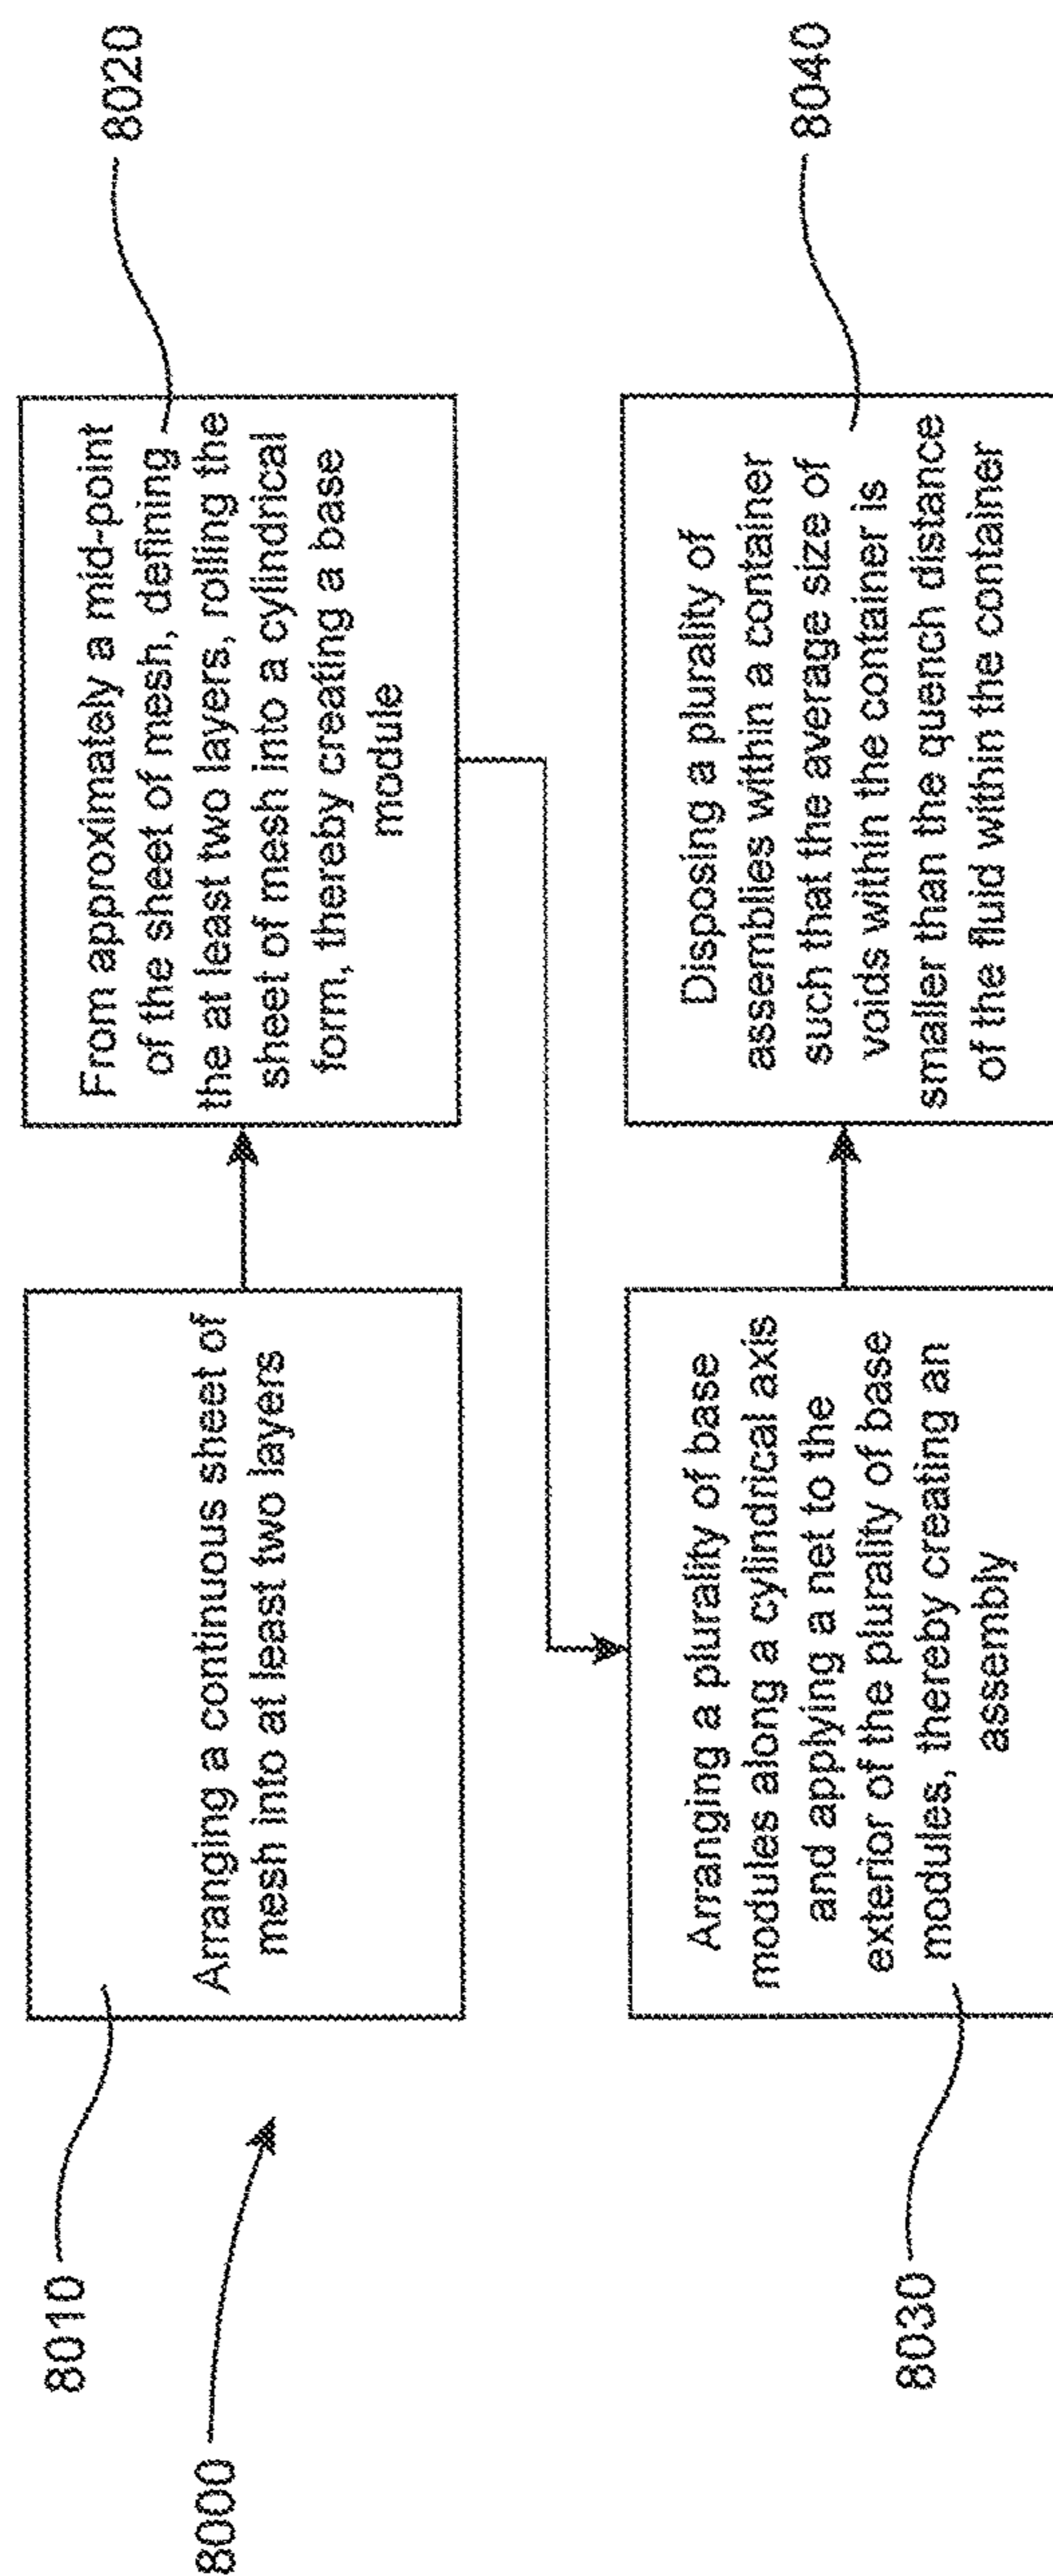 8000
8010
Arranging a continuous sheet of
mesh into at least two layers
8020
From approximately a mid-point
of the sheet of mesh, defining
the at least two layers, rolling the
sheet of mesh into a cylindrical
form, thereby creating a base
module
8030
Arranging a plurality of base
modules along a cylindrical axis
and applying a net to the
exterior of the plurality of base
modules, thereby creating an
assembly
8040
Disposing a plurality of
assemblies within a container
such that the average size of
voids within the container is
smaller than the quench distance
of the fluid within the container